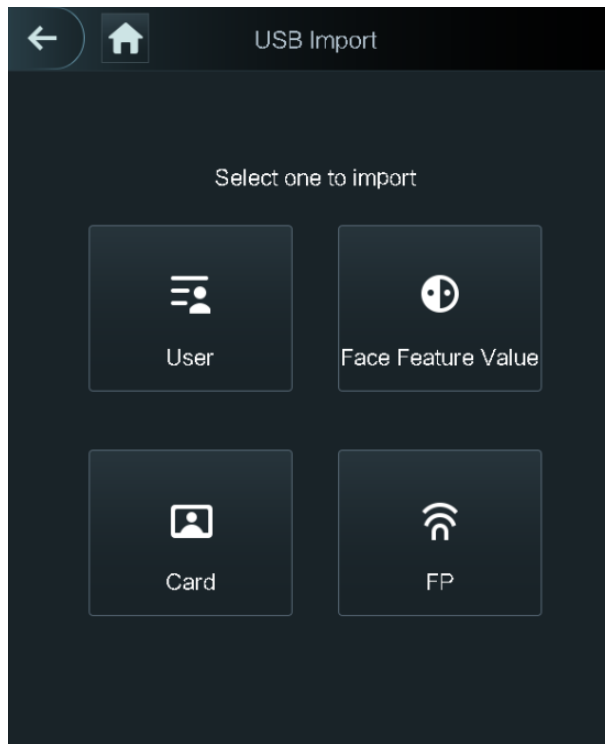 USB Import
Select one to import
User
Face Feature Value
Card
FP